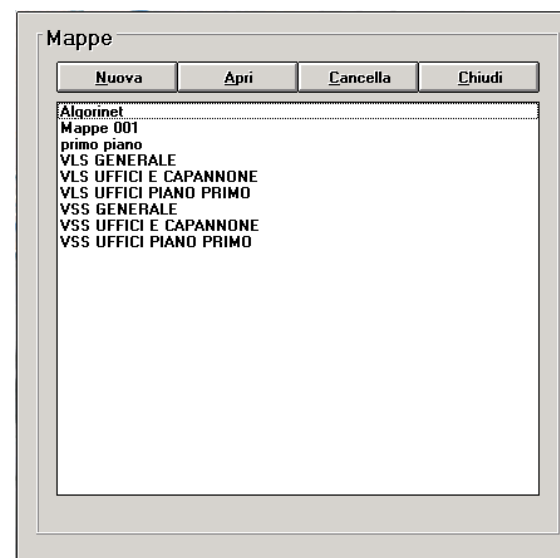 Mappe
Nuova Apri Cancella Chiudi
Algorinet
Mappe 001
primo piano
VLS GENERALE
VLS UFFICI E CAPANNONE
VLS UFFICI PIANO PRIMO
VSS GENERALE
VSS UFFICI E CAPANNONE
VSS UFFICI PIANO PRIMO